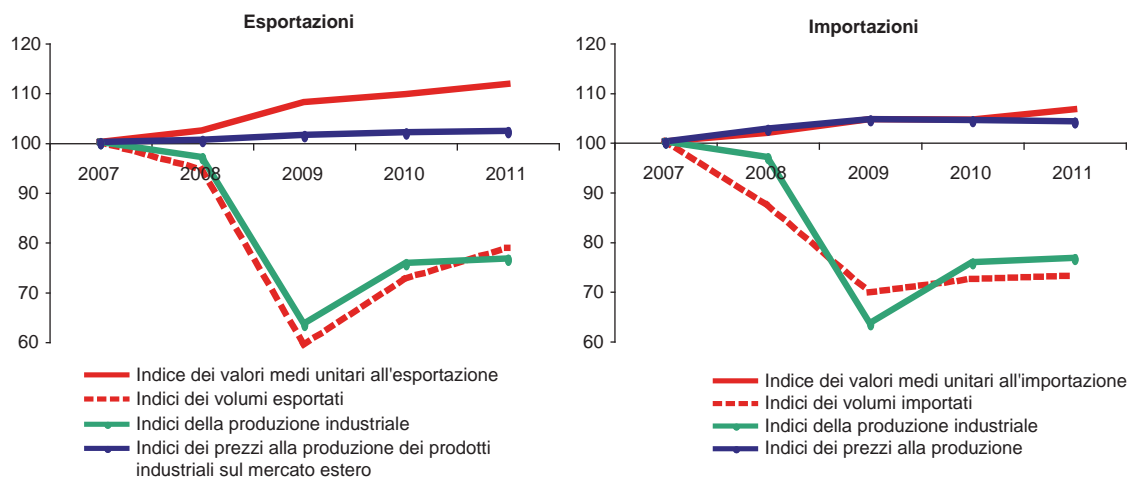 Esportazioni
120
110
100
90
80
70
60
2007 2008 2009 2010 2011
Indice dei valori medi unitari all'esportazione
Indici dei volumi esportati
Indici della produzione industriale
Indici dei prezzi alla produzione dei prodotti
industriali sul mercato estero
Importazioni
120
110
100
90
80
70
60
2007 2008 2009 2010 2011
Indice dei valori medi unitari all'importazione
Indici dei volumi importati
Indici della produzione industriale
Indici dei prezzi alla produzione